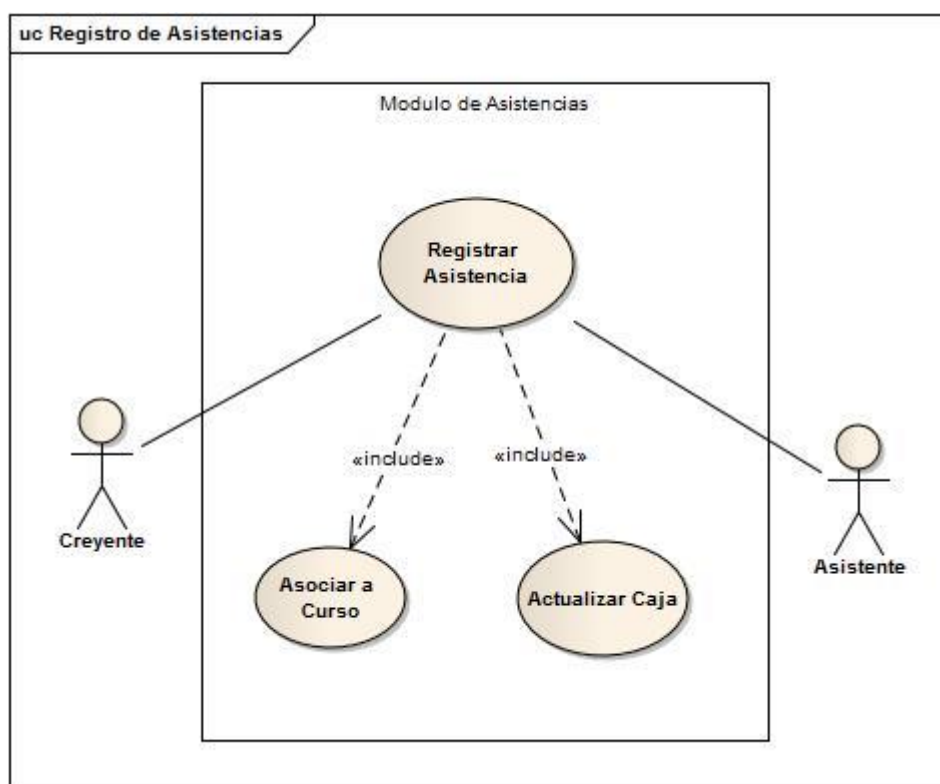 uc Registro de Asistencias
Modulo de Asistencias
Registrar
Asistencia
«include»
«include»
Creyente
Asistente
Asociar a
Curso
Actualizar Caja